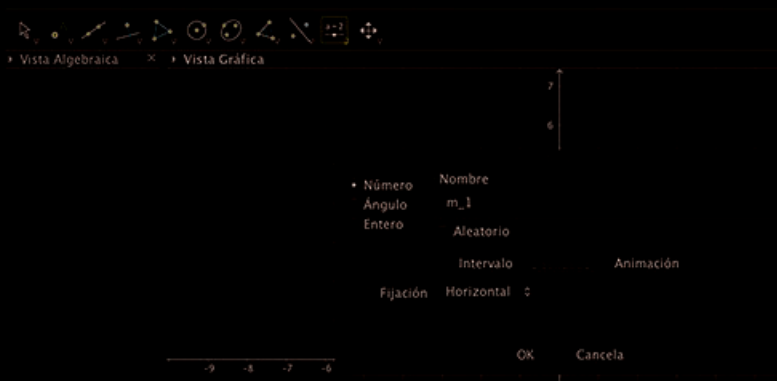 a=2
Vista Algebraica
Vista Gráfica
7
6
Número
Ángulo
Entero
Nombre
m_1
Aleatorio
Intervalo
Animación
Fijación
Horizontal
OK
Cancela
-9 -8 -7 -6